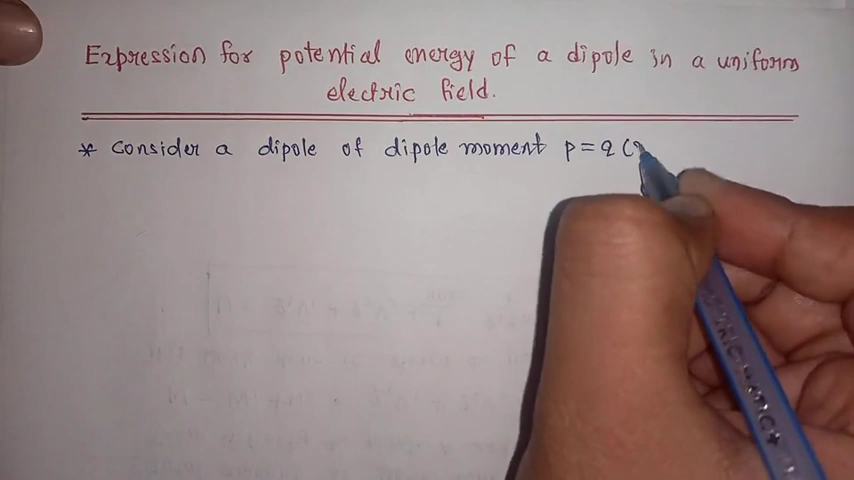 Expression for potential energy of a dipole in a uniform
electric field.
* Consider a dipole of dipole moment p = q (